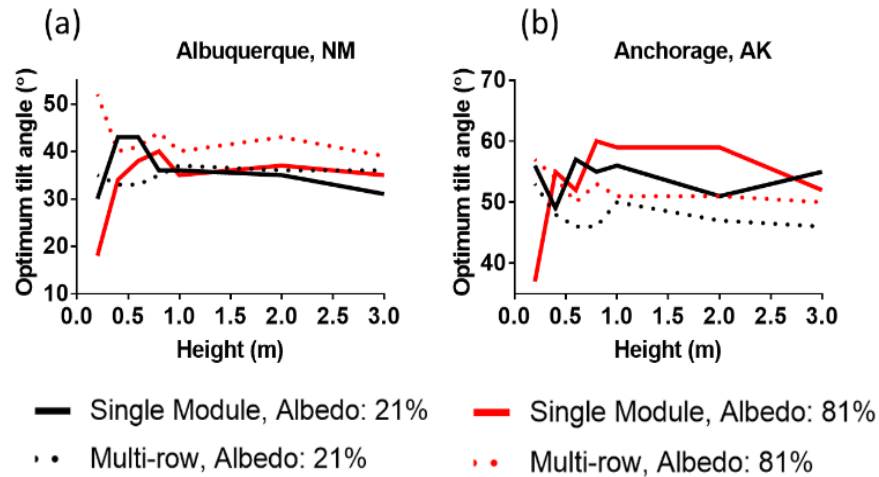 (a)
Albuquerque, NM
Optimum tilt angle (°)
50
40
30
20
10
0.0 0.5 1.0 1.5 2.0 2.5 3.0
Height (m)
(b)
Anchorage, AK
Optimum tilt angle (°)
70
60
50
40
0.0 0.5 1.0 1.5 2.0 2.5 3.0
Height (m)
Single Module, Albedo: 21%
Multi-row, Albedo: 21%
Single Module, Albedo: 81%
Multi-row, Albedo: 81%